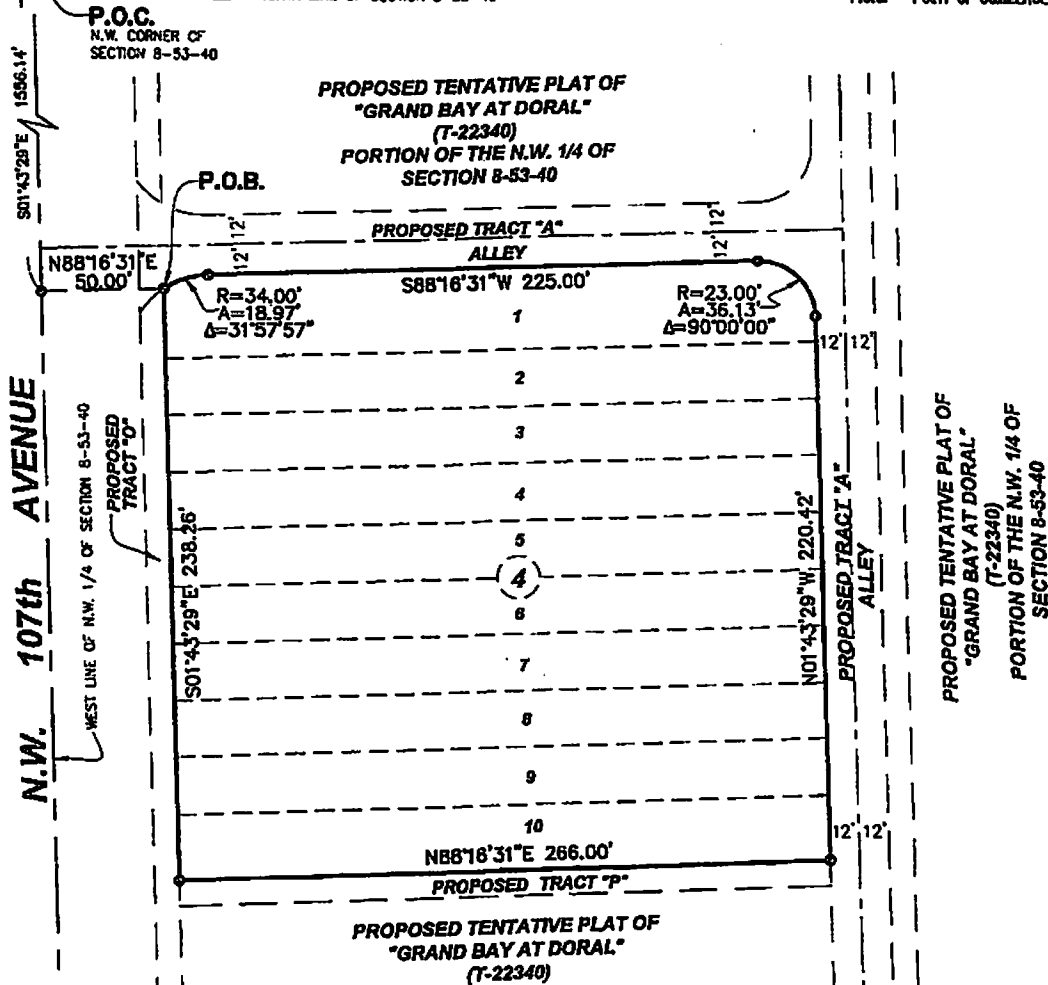 P.O.C.
N.W. CORNER OF
SECTION 8-53-40
S01°43'29"E 1556.14'
PROPOSED TENTATIVE PLAT OF
"GRAND BAY AT DORAL"
(T-22340)
PORTION OF THE N.W. 1/4 OF
SECTION 8-53-40
P.O.B.
12' 12'
12' 12'
PROPOSED TRACT "A"
ALLEY
12'
12'
N88°16'31"E
50.00'
S88°16'31"W 225.00'
R=34.00'
A=18.97'
Δ=31°57'57"
R=23.00'
A=36.13'
Δ=90°00'00"
1
12' 12'
2
3
4
5
4
6
7
8
9
10
N.W. 107th AVENUE
WEST LINE OF N.W. 1/4 OF SECTION 8-53-40
PROPOSED
TRACT "O"
S01°43'29"E 238.26'
N01°43'29"W 220.42'
PROPOSED TRACT "A"
ALLEY
PROPOSED TENTATIVE PLAT OF
"GRAND BAY AT DORAL"
(T-22340)
PORTION OF THE N.W. 1/4 OF
SECTION 8-53-40
12' 12'
N88°16'31"E 266.00'
PROPOSED TRACT "P"
PROPOSED TENTATIVE PLAT OF
"GRAND BAY AT DORAL"
(T-22340)